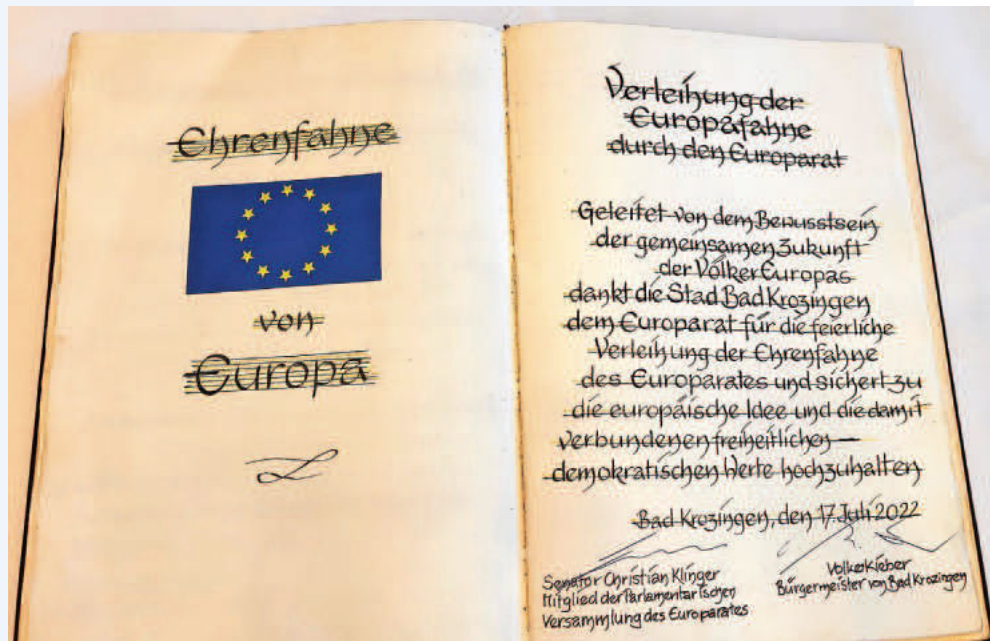 Ehrenfahne
von
Europa
Verleihung der
Europafahne
durch den Europarat
Geleitet von dem Bewusstsein
der gemeinsamen Zukunft
der Völker Europas
dankt die Stad Bad Krozingen
dem Europarat für die feierliche
Verleihung der Ehrenfahne
des Europarates und sichert zu
die europäische Idee und die damit
verbundenen freiheitlichen –
demokratischen Werte hochzuhalten
Bad Krozingen, den 17. Juli 2022
Senator Christian Klinger
Mitglied der Parlamentarischen
Versammlung des Europarates
Volker Kieber
Bürgermeister von Bad Krozingen